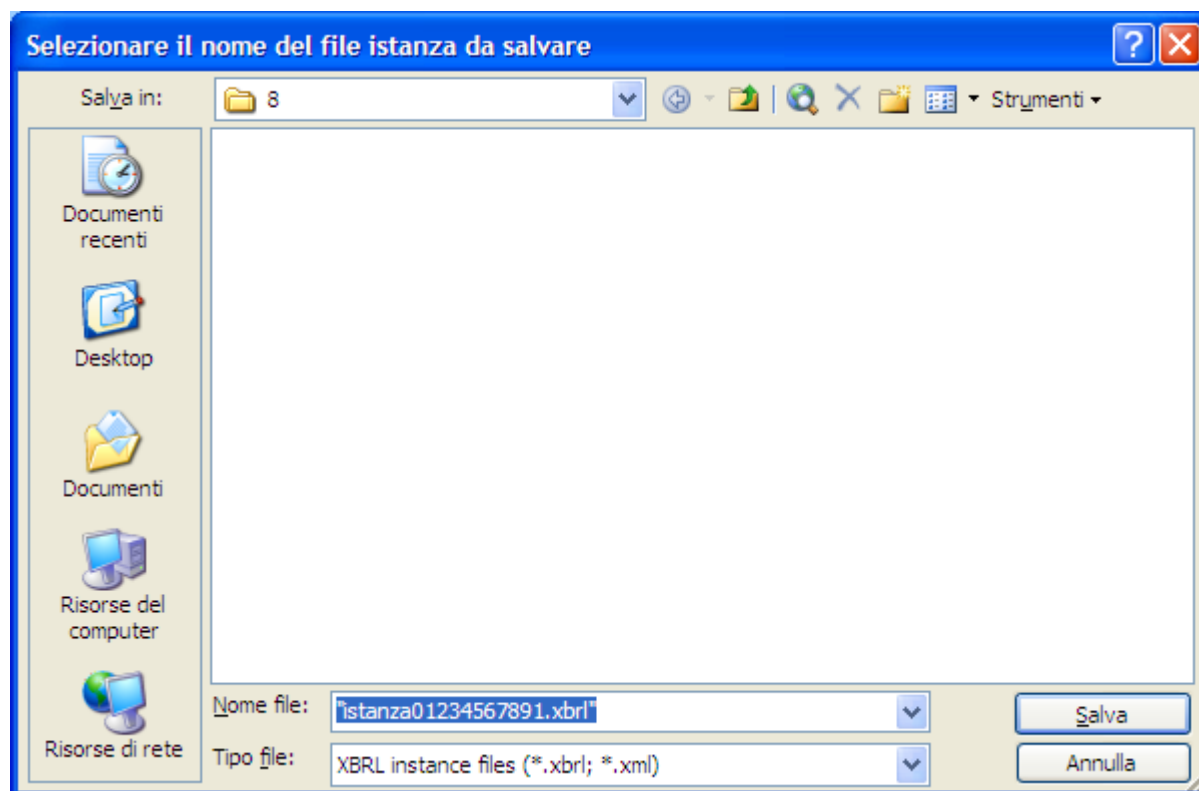 Selezionare il nome del file istanza da salvare
Salva in:
8
Strumenti
Documenti
recenti
Desktop
Documenti
Risorse del
computer
Risorse di rete
Nome file:
"istanza01234567891.xbrl"
Salva
Tipo file:
XBRL instance files (*.xbrl; *.xml)
Annulla